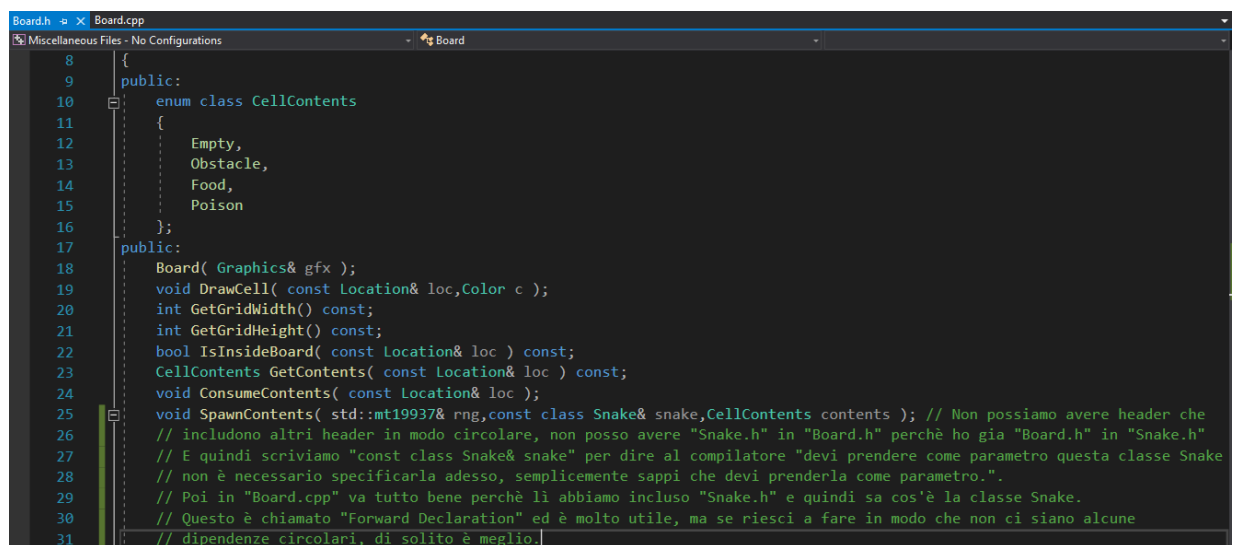 Board.h Board.cpp
Miscellaneous Files - No Configurations Board
8 {
9 public:
10 enum class CellContents
11 {
12 Empty,
13 Obstacle,
14 Food,
15 Poison
16 };
17 public:
18 Board( Graphics& gfx );
19 void DrawCell( const Location& loc,Color c );
20 int GetGridWidth() const;
21 int GetGridHeight() const;
22 bool IsInsideBoard( const Location& loc ) const;
23 CellContents GetContents( const Location& loc ) const;
24 void ConsumeContents( const Location& loc );
25 void SpawnContents( std::mt19937& rng,const class Snake& snake,CellContents contents ); // Non possiamo avere header che
26 // includono altri header in modo circolare, non posso avere "Snake.h" in "Board.h" perchè ho gia "Board.h" in "Snake.h"
27 // E quindi scriviamo "const class Snake& snake" per dire al compilatore "devi prendere come parametro questa classe Snake
28 // non è necessario specificarla adesso, semplicemente sappi che devi prenderla come parametro.".
29 // Poi in "Board.cpp" va tutto bene perchè lì abbiamo incluso "Snake.h" e quindi sa cos'è la classe Snake.
30 // Questo è chiamato "Forward Declaration" ed è molto utile, ma se riesci a fare in modo che non ci siano alcune
31 // dipendenze circolari, di solito è meglio.